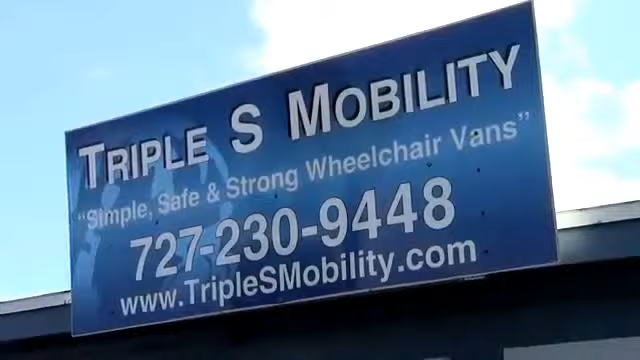 TRIPLE S MOBILITY
"Simple, Safe & Strong Wheelchair Vans"
727-230-9448
www.TripleSMobility.com